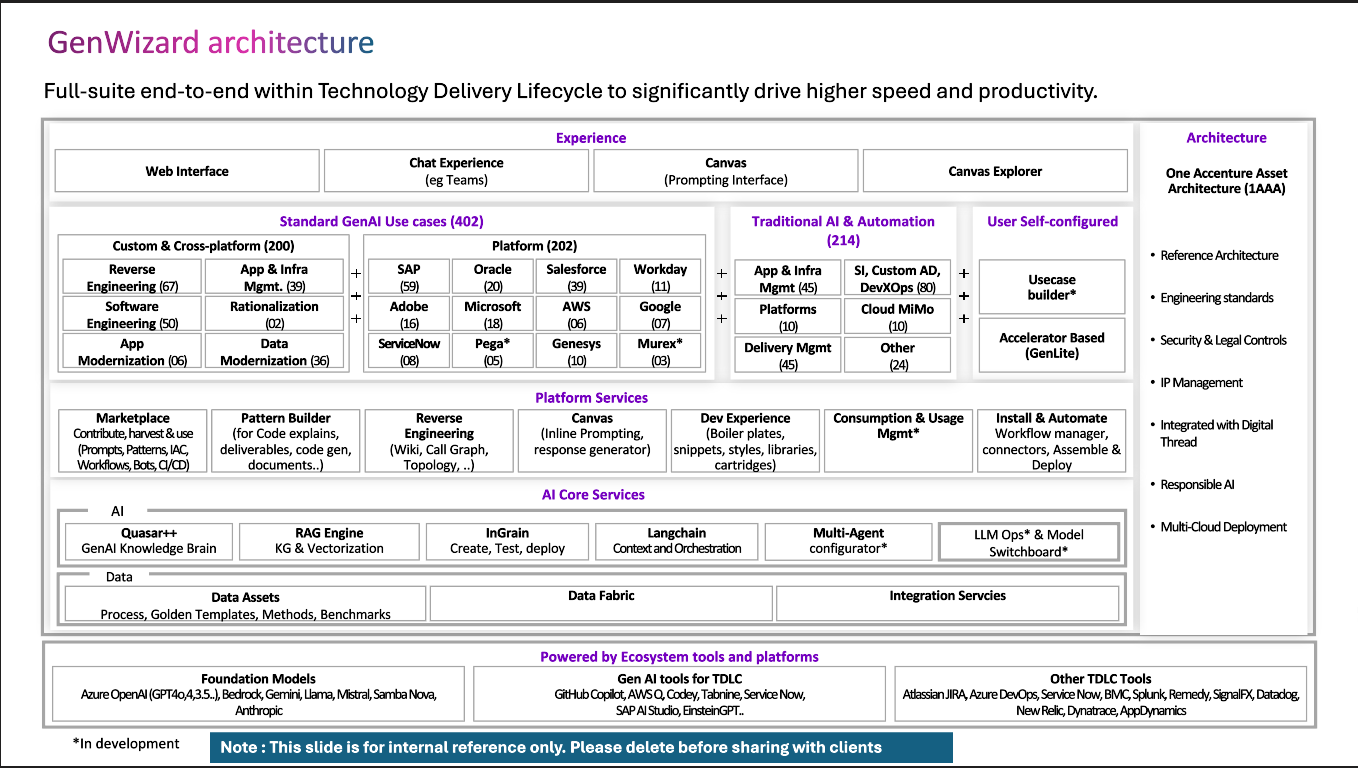 GenWizard architecture
Full-suite end-to-end within Technology Delivery Lifecycle to significantly drive higher speed and productivity.
Experience
Web Interface
Chat Experience
(eg Teams)
Canvas
(Prompting Interface)
Canvas Explorer
Standard GenAI Use cases (402)
Custom & Cross-platform (200)
Reverse
Engineering (67)
App & Infra
Mgmt. (39)
Software
Engineering (50)
Rationalization
(02)
App
Modernization (06)
Data
Modernization (36)
+
+
+
Platform (202)
SAP
(59)
Oracle
(20)
Salesforce
(39)
Workday
(11)
Adobe
(16)
Microsoft
(18)
AWS
(06)
Google
(07)
ServiceNow
(08)
Pega*
(05)
Genesys
(10)
Murex*
(03)
+
+
+
Traditional AI & Automation
(214)
App & Infra
Mgmt (45)
SI, Custom AD,
DevXOps (80)
Platforms
(10)
Cloud MiMo
(10)
Delivery Mgmt
(45)
Other
(24)
+
+
+
User Self-configured
Usecase
builder*
Accelerator Based
(GenLite)
Platform Services
Marketplace
Contribute, harvest & use
(Prompts, Patterns, IAC,
Workflows, Bots, CI/CD)
Pattern Builder
(for Code explains,
deliverables, code gen,
documents..)
Reverse
Engineering
(Wiki, Call Graph,
Topology, ..)
Canvas
(Inline Prompting,
response generator)
Dev Experience
(Boiler plates,
snippets, styles, libraries,
cartridges)
Consumption & Usage
Mgmt*
Install & Automate
Workflow manager,
connectors, Assemble &
Deploy
AI Core Services
AI
Quasar++
GenAI Knowledge Brain
RAG Engine
KG & Vectorization
InGrain
Create, Test, deploy
Langchain
Context and Orchestration
Multi-Agent
configurator*
LLM Ops* & Model
Switchboard*
Data
Data Assets
Process, Golden Templates, Methods, Benchmarks
Data Fabric
Integration Servcies
Architecture
One Accenture Asset
Architecture (1AAA)
• Reference Architecture
• Engineering standards
• Security & Legal Controls
• IP Management
• Integrated with Digital
Thread
• Responsible AI
• Multi-Cloud Deployment
Powered by Ecosystem tools and platforms
Foundation Models
Azure OpenAI (GPT4o,4,3.5..), Bedrock, Gemini, Llama, Mistral, Samba Nova,
Anthropic
Gen AI tools for TDLC
GitHub Copilot, AWS Q, Codey, Tabnine, Service Now,
SAP AI Studio, EinsteinGPT..
Other TDLC Tools
Atlassian JIRA, Azure DevOps, Service Now, BMC, Splunk, Remedy, SignalFX, Datadog,
New Relic, Dynatrace, AppDynamics
*In development
Note : This slide is for internal reference only. Please delete before sharing with clients